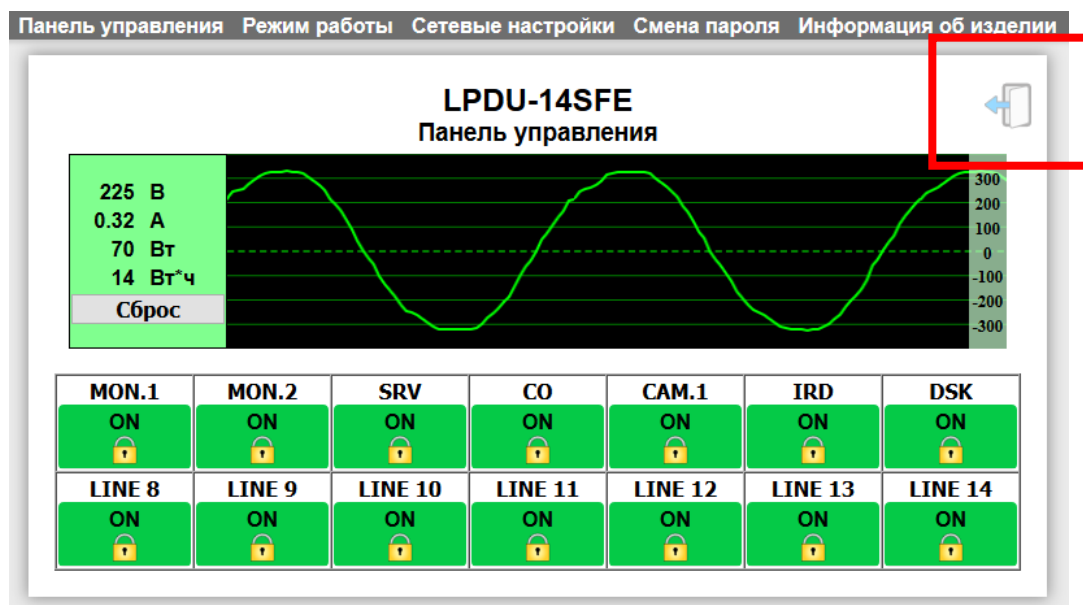 Панель управления Режим работы Сетевые настройки Смена пароля Информация об изделии
LPDU-14SFE
Панель управления
225 В
0.32 А
70 Вт
14 Вт*ч
Сброс
300
200
100
0
-100
-200
-300
MON.1 MON.2 SRV CO CAM.1 IRD DSK
ON ON ON ON ON ON ON
LINE 8 LINE 9 LINE 10 LINE 11 LINE 12 LINE 13 LINE 14
ON ON ON ON ON ON ON